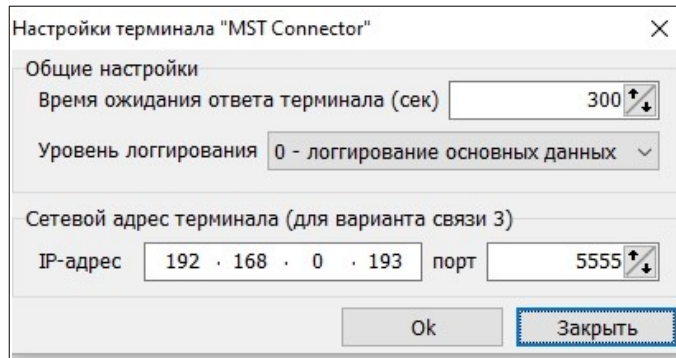 Настройки терминала "MST Connector"
Общие настройки
Время ожидания ответа терминала (сек) 300
Уровень логгирования 0 - логгирование основных данных
Сетевой адрес терминала (для варианта связи 3)
IP-адрес 192 . 168 . 0 . 193 порт 5555
Ok Закрыть